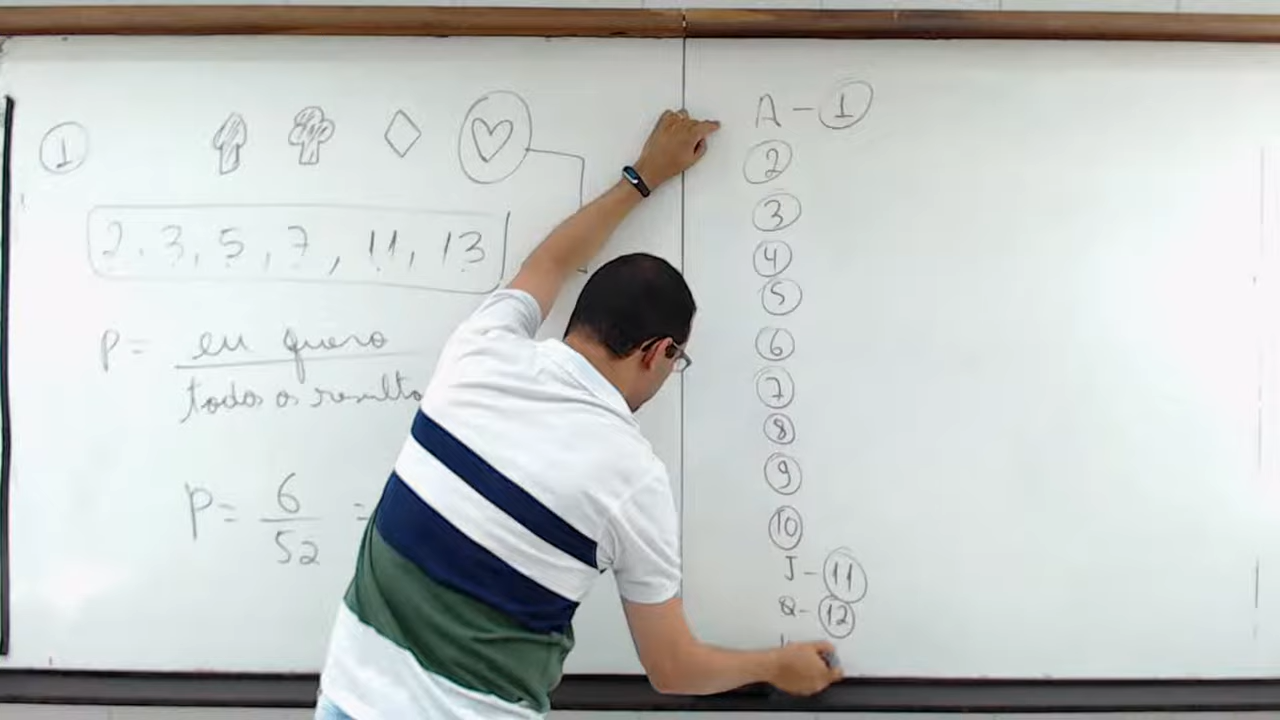 1
2, 3, 5, 7, 11, 13
P = eu quero
todos os resulta
P = 6
52
=
A - 1
2
3
4
5
6
7
8
9
10
J - 11
Q - 12